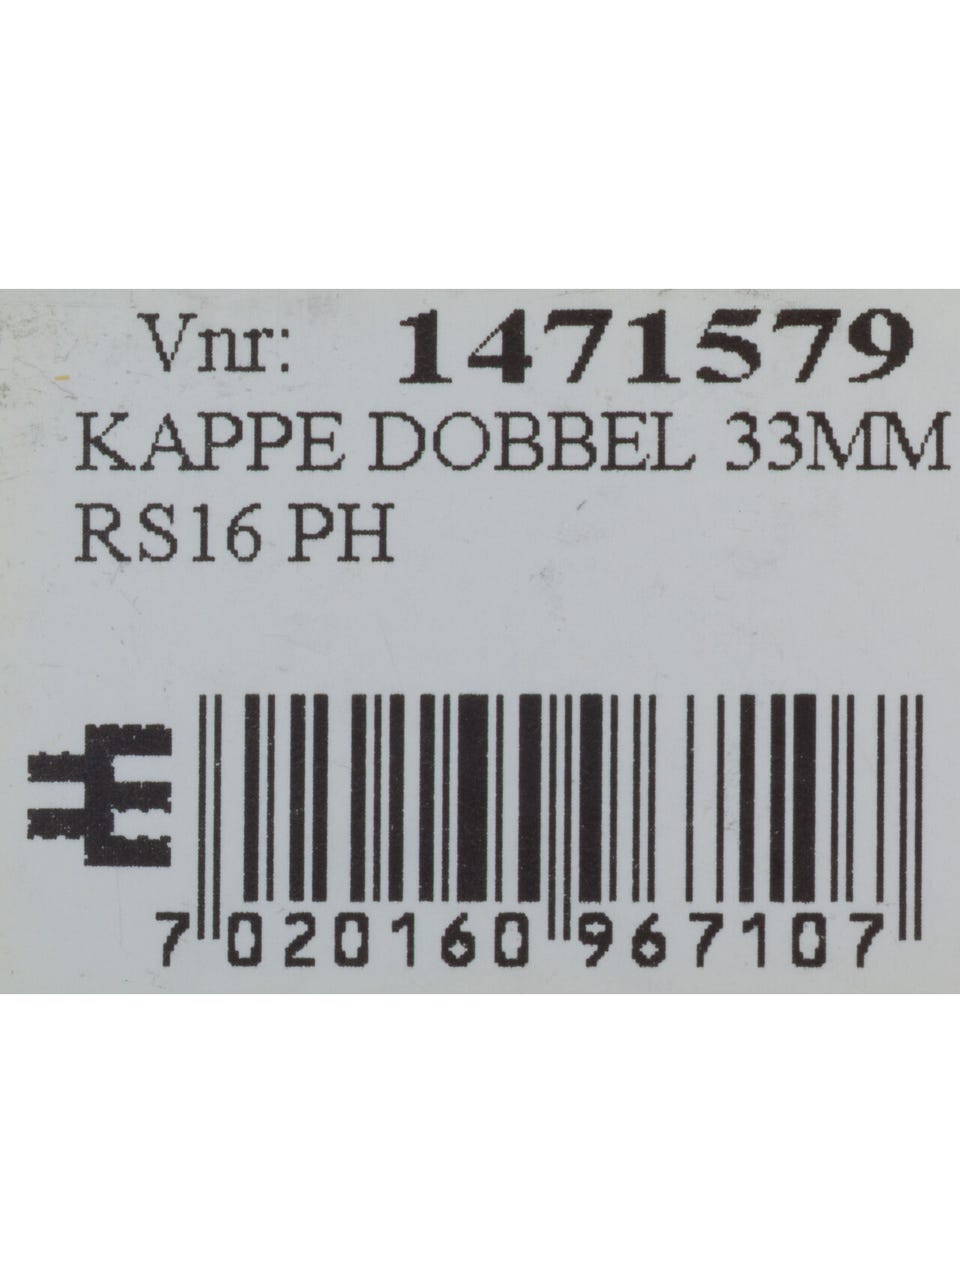 Vnr: 1471579
KAPPE DOBBEL 33MM
RS16 PH
7 020160 967107